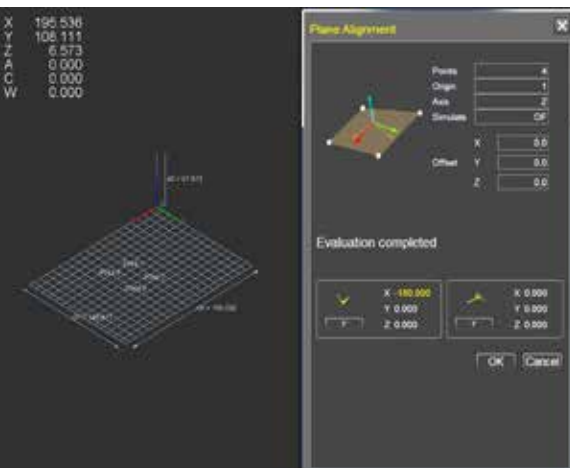 X 195.536
Y 108.111
Z 6.573
A 0.000
C 0.000
W 0.000
Plane Alignment
Points 4
Origin 1
Axis Z
Simulate OF
Offset
X 0.0
Y 0.0
Z 0.0
Evaluation completed
X -180.000
Y 0.000
Z 0.000
X 0.000
Y 0.000
Z 0.000
OK Cancel